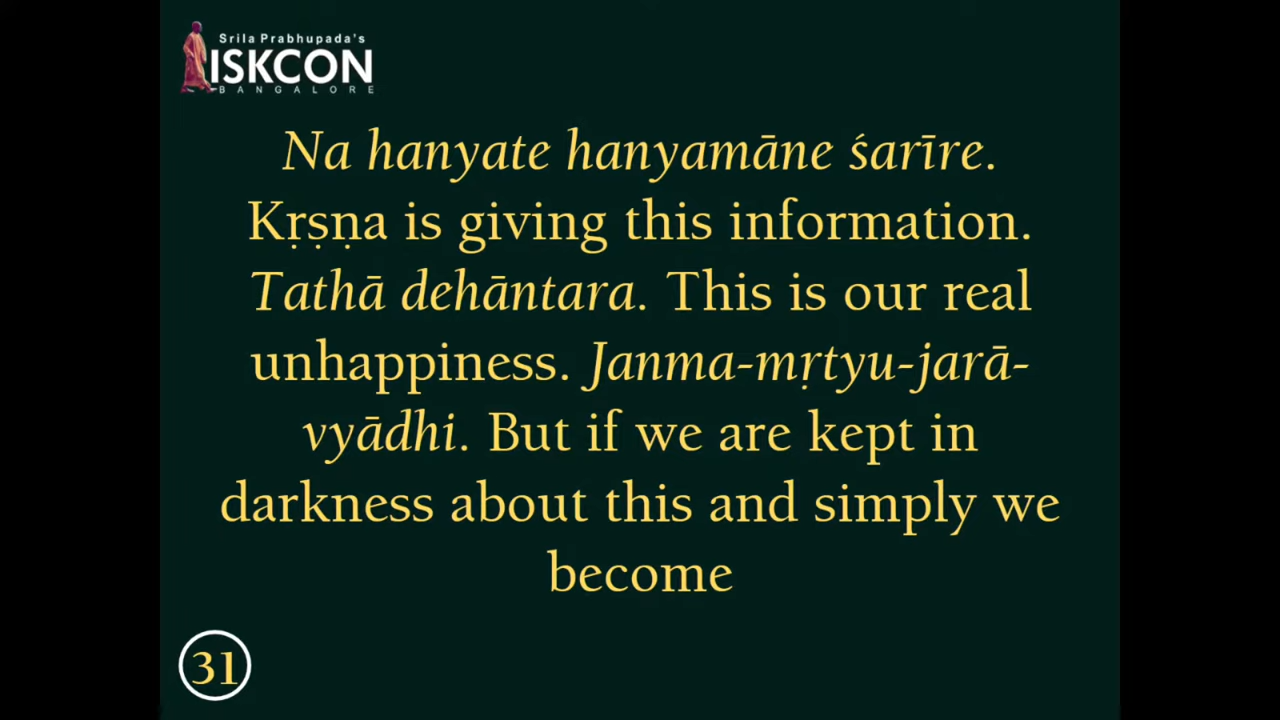 Srila Prabhupada's
ISKCON
BANGALORE
Na hanyate hanyamāne śarīre.
Kṛṣṇa is giving this information.
Tathā dehāntara. This is our real
unhappiness. Janma-mṛtyu-jarā-
vyādhi. But if we are kept in
darkness about this and simply we
become
31